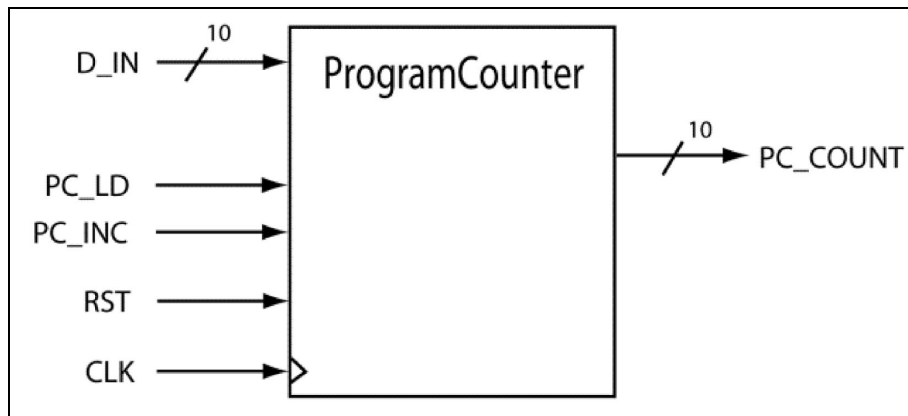 10
D_IN
ProgramCounter
10
PC_COUNT
PC_LD
PC_INC
RST
CLK